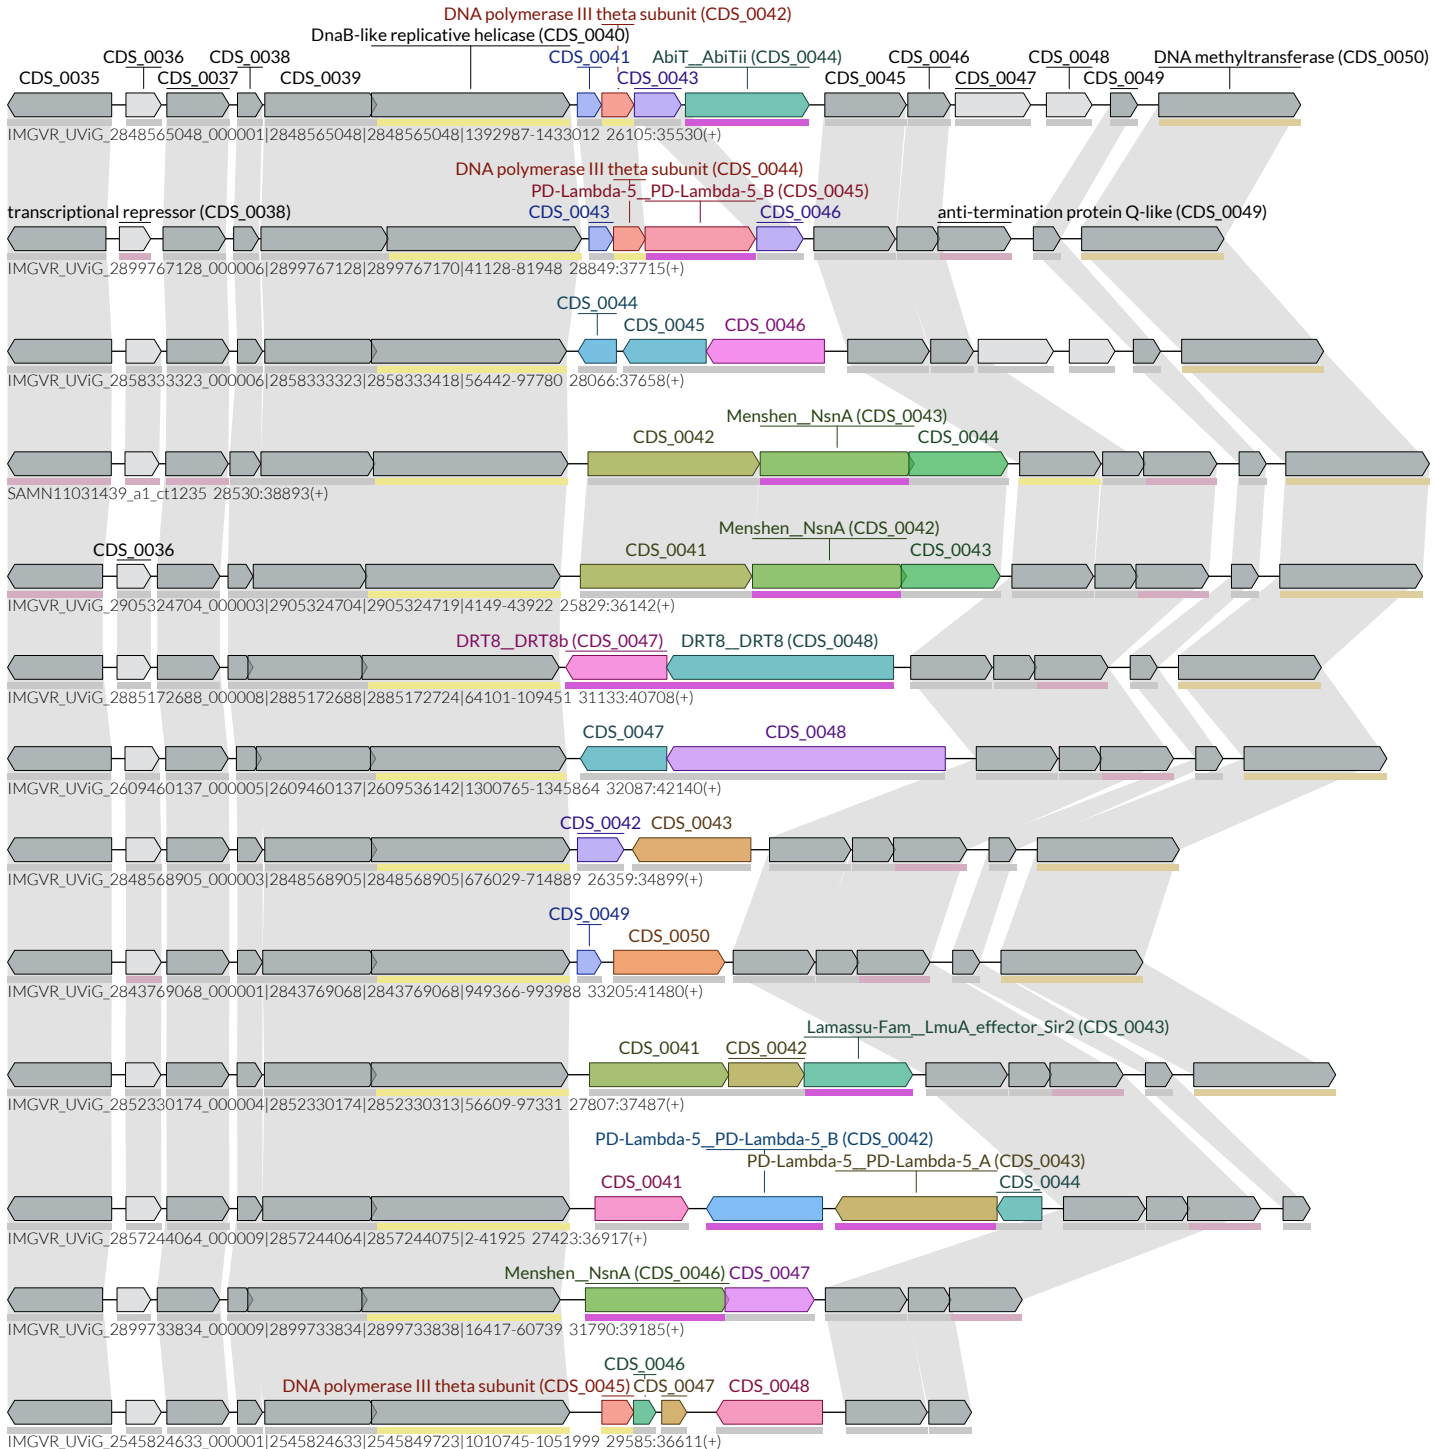 DNA polymerase III theta subunit (CDS_0042)
DnaB-like replicative helicase (CDS_0040)
CDS_0036 CDS_0038 CDS_0041 AbiT__AbiTii (CDS_0044) CDS_0046 CDS_0048 DNA methyltransferase (CDS_0050)
CDS_0035 CDS_0037 CDS_0039 CDS_0043 CDS_0045 CDS_0047 CDS_0049
IMGVR_UViG_2848565048_000001|2848565048|2848565048|1392987-1433012 26105:35530(+)
DNA polymerase III theta subunit (CDS_0044)
PD-Lambda-5__PD-Lambda-5_B (CDS_0045)
transcriptional repressor (CDS_0038) CDS_0043 CDS_0046 anti-termination protein Q-like (CDS_0049)
IMGVR_UViG_2899767128_000006|2899767128|2899767170|41128-81948 28849:37715(+)
CDS_0044
CDS_0045 CDS_0046
IMGVR_UViG_2858333323_000006|2858333323|2858333418|56442-97780 28066:37658(+)
Menshen__NsnA (CDS_0043)
CDS_0042 CDS_0044
SAMN11031439_a1_ct1235 28530:38893(+)
Menshen__NsnA (CDS_0042)
CDS_0036 CDS_0041 CDS_0043
IMGVR_UViG_2905324704_000003|2905324704|2905324719|4149-43922 25829:36142(+)
DRT8__DRT8b (CDS_0047) DRT8__DRT8 (CDS_0048)
IMGVR_UViG_2885172688_000008|2885172688|2885172724|64101-109451 31133:40708(+)
CDS_0047 CDS_0048
IMGVR_UViG_2609460137_000005|2609460137|2609536142|1300765-1345864 32087:42140(+)
CDS_0042 CDS_0043
IMGVR_UViG_2848568905_000003|2848568905|2848568905|676029-714889 26359:34899(+)
CDS_0049
CDS_0050
IMGVR_UViG_2843769068_000001|2843769068|2843769068|949366-993988 33205:41480(+)
Lamassu-Fam__LmuA_effector_Sir2 (CDS_0043)
CDS_0041 CDS_0042
IMGVR_UViG_2852330174_000004|2852330174|2852330313|56609-97331 27807:37487(+)
PD-Lambda-5__PD-Lambda-5_B (CDS_0042)
PD-Lambda-5__PD-Lambda-5_A (CDS_0043)
CDS_0041 CDS_0044
IMGVR_UViG_2857244064_000009|2857244064|2857244075|2-41925 27423:36917(+)
Menshen__NsnA (CDS_0046) CDS_0047
IMGVR_UViG_2899733834_000009|2899733834|2899733838|16417-60739 31790:39185(+)
CDS_0046
DNA polymerase III theta subunit (CDS_0045) CDS_0047 CDS_0048
IMGVR_UViG_2545824633_000001|2545824633|2545849723|1010745-1051999 29585:36611(+)